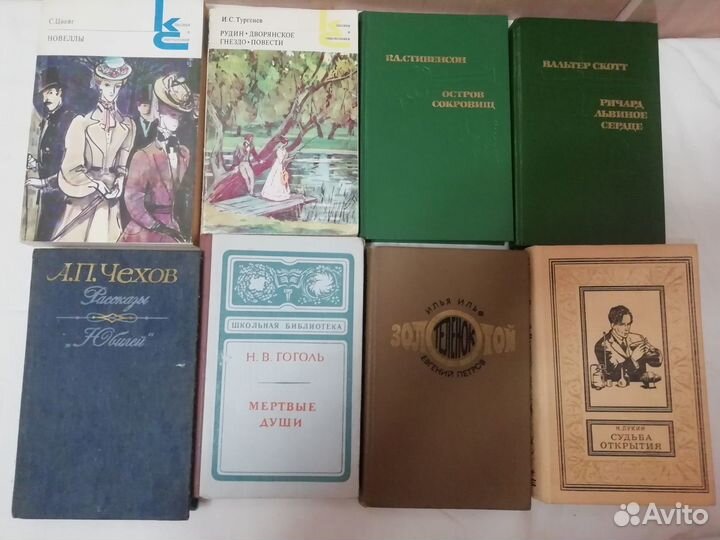 С. Цвейг
НОВЕЛЛЫ
И. С. Тургенев
РУДИН • ДВОРЯНСКОЕ
ГНЕЗДО • ПОВЕСТИ
Р.Л. СТИВЕНСОН
ОСТРОВ
СОКРОВИЩ
ВАЛЬТЕР СКОТТ
РИЧАРД
ЛЬВИНОЕ
СЕРДЦЕ
А.П. Чехов
Рассказы
„Юбилей“
ШКОЛЬНАЯ БИБЛИОТЕКА
Н. В. ГОГОЛЬ
МЕРТВЫЕ
ДУШИ
ИЛЬЯ ИЛЬФ
ЗОЛОТОЙ
ТЕЛЕНОК
ЕВГЕНИЙ ПЕТРОВ
Н. ЛУКИН
СУДЬБА
ОТКРЫТИЯ
Avito